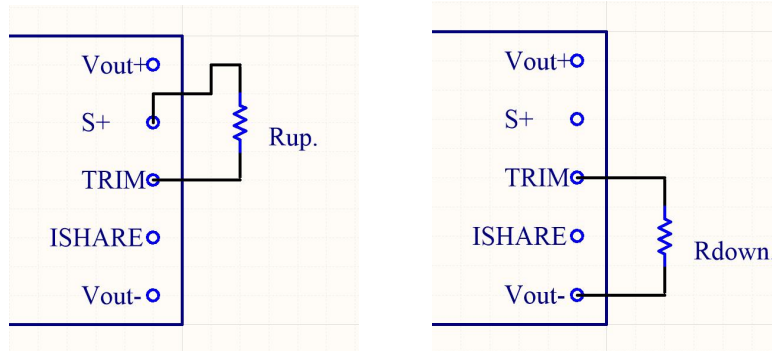 Vout+
S+
Rup.
TRIM
ISHARE
Vout-
Vout+
S+
TRIM
ISHARE
Rdown.
Vout-